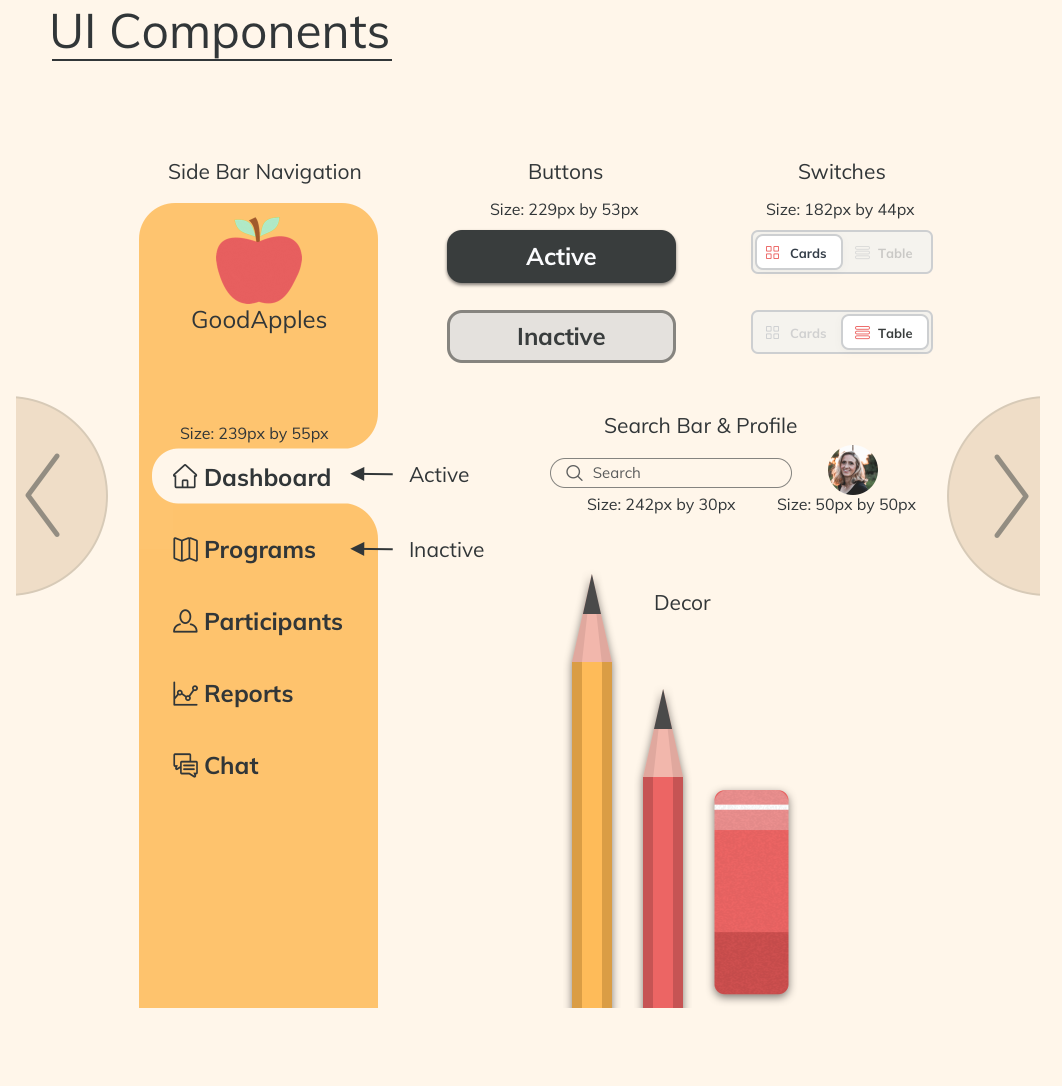 UI Components
Side Bar Navigation
GoodApples
Size: 239px by 55px
Dashboard
Active
Programs
Inactive
Participants
Reports
Chat
Buttons
Size: 229px by 53px
Active
Inactive
Switches
Size: 182px by 44px
Cards Table
Cards Table
Search Bar & Profile
Search
Size: 242px by 30px
Size: 50px by 50px
Decor